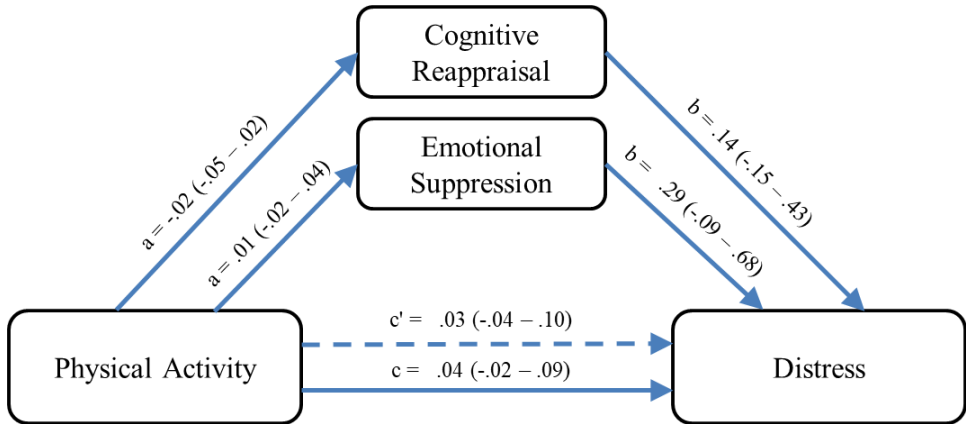 Cognitive
Reappraisal
Emotional
Suppression
a = -.02 (-.05 – .02)
a = .01 (-.02 – .04)
b = .14 (-.15 – .43)
b = .29 (-.09 – .68)
c' = .03 (-.04 – .10)
c = .04 (-.02 – .09)
Physical Activity
Distress